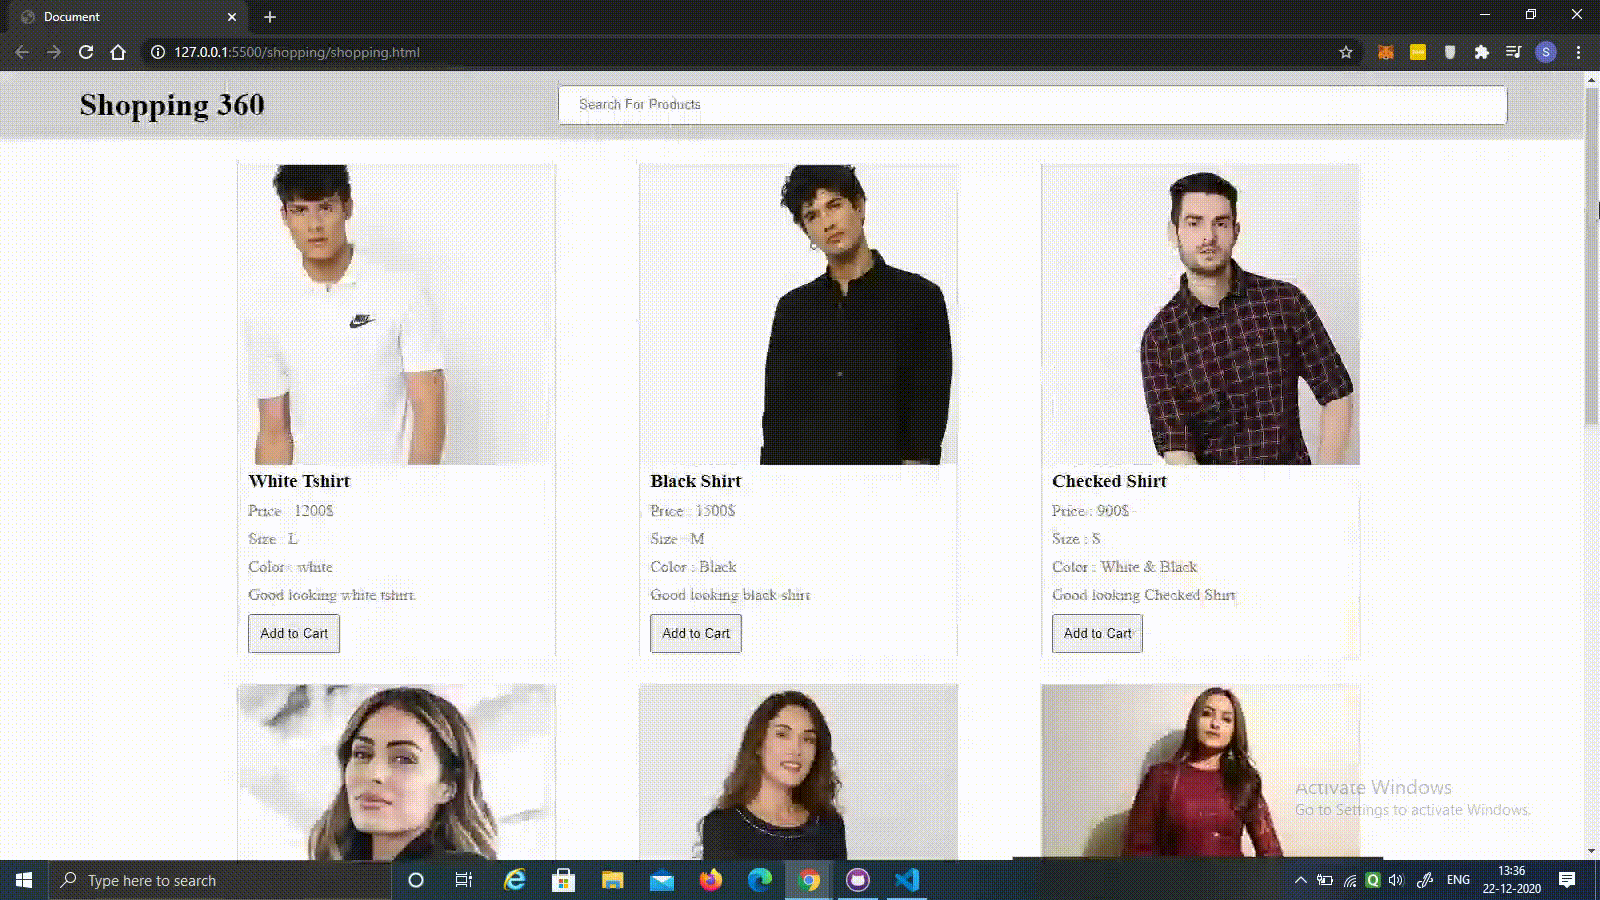 Document
127.0.0.1:5500/shopping/shopping.html
S
Shopping 360
Search For Products
NIKE
White Tshirt
Price : 1200$
Size : L
Color : white
Good looking white tshirt.
Add to Cart
Black Shirt
Price : 1500$
Size : M
Color : Black
Good looking black shirt
Add to Cart
Checked Shirt
Price : 900$
Size : S
Color : White & Black
Good looking Checked Shirt
Add to Cart
Activate Windows
Go to Settings to activate Windows.
Type here to search
ENG
13:36
22-12-2020